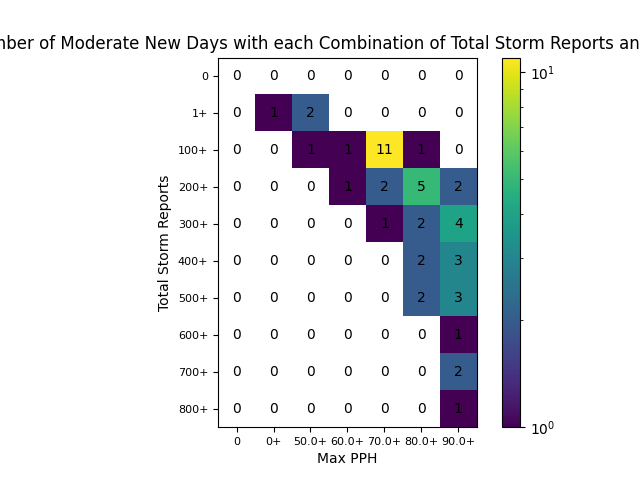 of Moderate New Days with each Combination of Total Storm Reports
0 0 0 0 0 0 0 0
1+ 0 1 2 0 0 0 0
100+ 0 0 1 1 11 1 0
200+ 0 0 0 1 2 5 2
300+ 0 0 0 0 1 2 4
400+ 0 0 0 0 0 2 3
500+ 0 0 0 0 0 2 3
600+ 0 0 0 0 0 0 1
700+ 0 0 0 0 0 0 2
800+ 0 0 0 0 0 0 1
0 0+ 50.0+ 60.0+ 70.0+ 80.0+ 90.0+
Max PPH
Total Storm Reports
10¹
10⁰